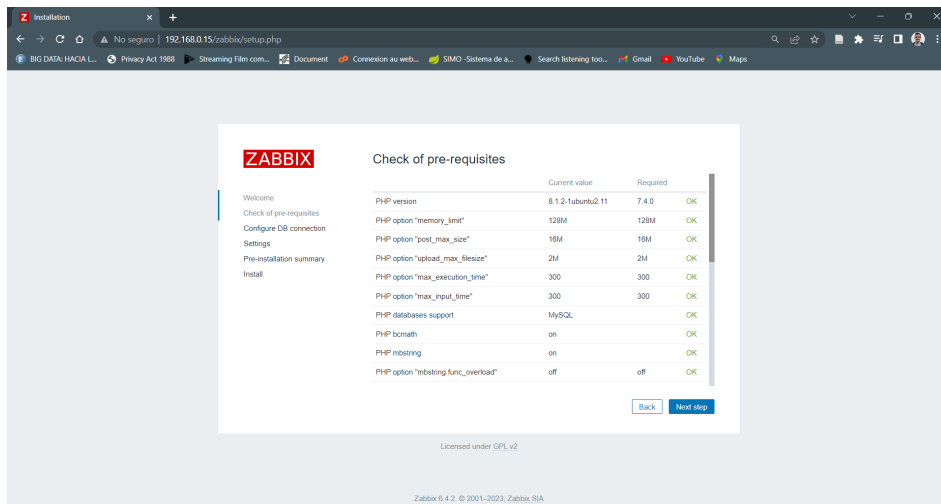 Z Installation
No seguro | 192.168.0.15/zabbix/setup.php
BIG DATA: HACIA L... Privacy Act 1988 Streaming Film com... Document Connexion au web... SIMO -Sistema de a... Search listening too... Gmail YouTube Maps
ZABBIX
Welcome
Check of pre-requisites
Configure DB connection
Settings
Pre-installation summary
Install
Check of pre-requisites
Current value Required
PHP version 8.1.2-1ubuntu2.11 7.4.0 OK
PHP option "memory_limit" 128M 128M OK
PHP option "post_max_size" 16M 16M OK
PHP option "upload_max_filesize" 2M 2M OK
PHP option "max_execution_time" 300 300 OK
PHP option "max_input_time" 300 300 OK
PHP databases support MySQL OK
PHP bcmath on OK
PHP mbstring on OK
PHP option "mbstring.func_overload" off off OK
Back Next step
Licensed under GPL v2
Zabbix 6.4.2. © 2001–2023, Zabbix SIA